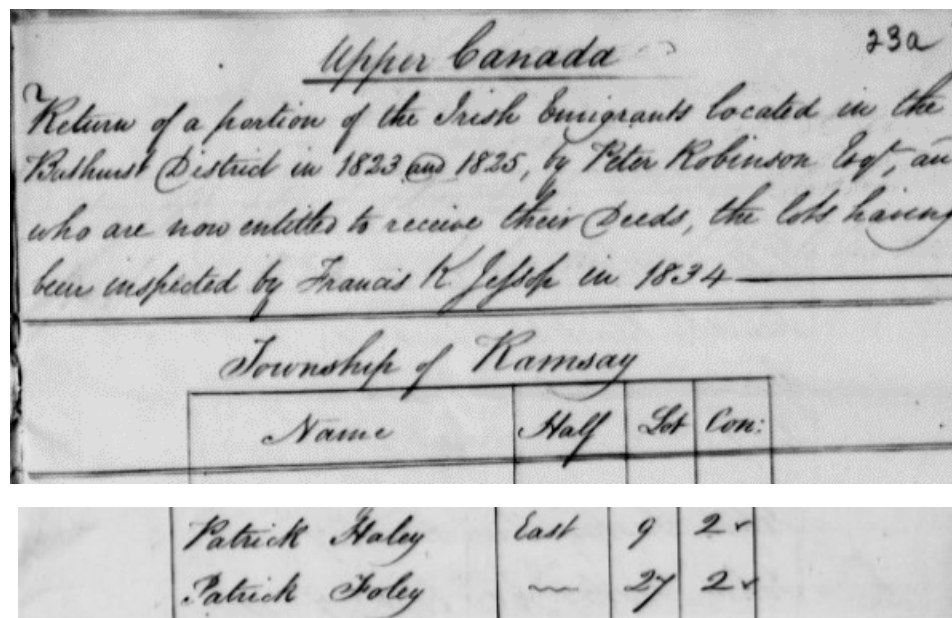 23a
Upper Canada
Return of a portion of the Irish Emigrants located in the
Bathurst District in 1823 and 1825, by Peter Robinson Esqr, an
who are now entitled to receive their Deeds, the lots having
been inspected by Francis K Jessop in 1834
Township of Ramsay
Name Half Lot Con:
Patrick Haley East 9 2
Patrick Foley 〃 27 2